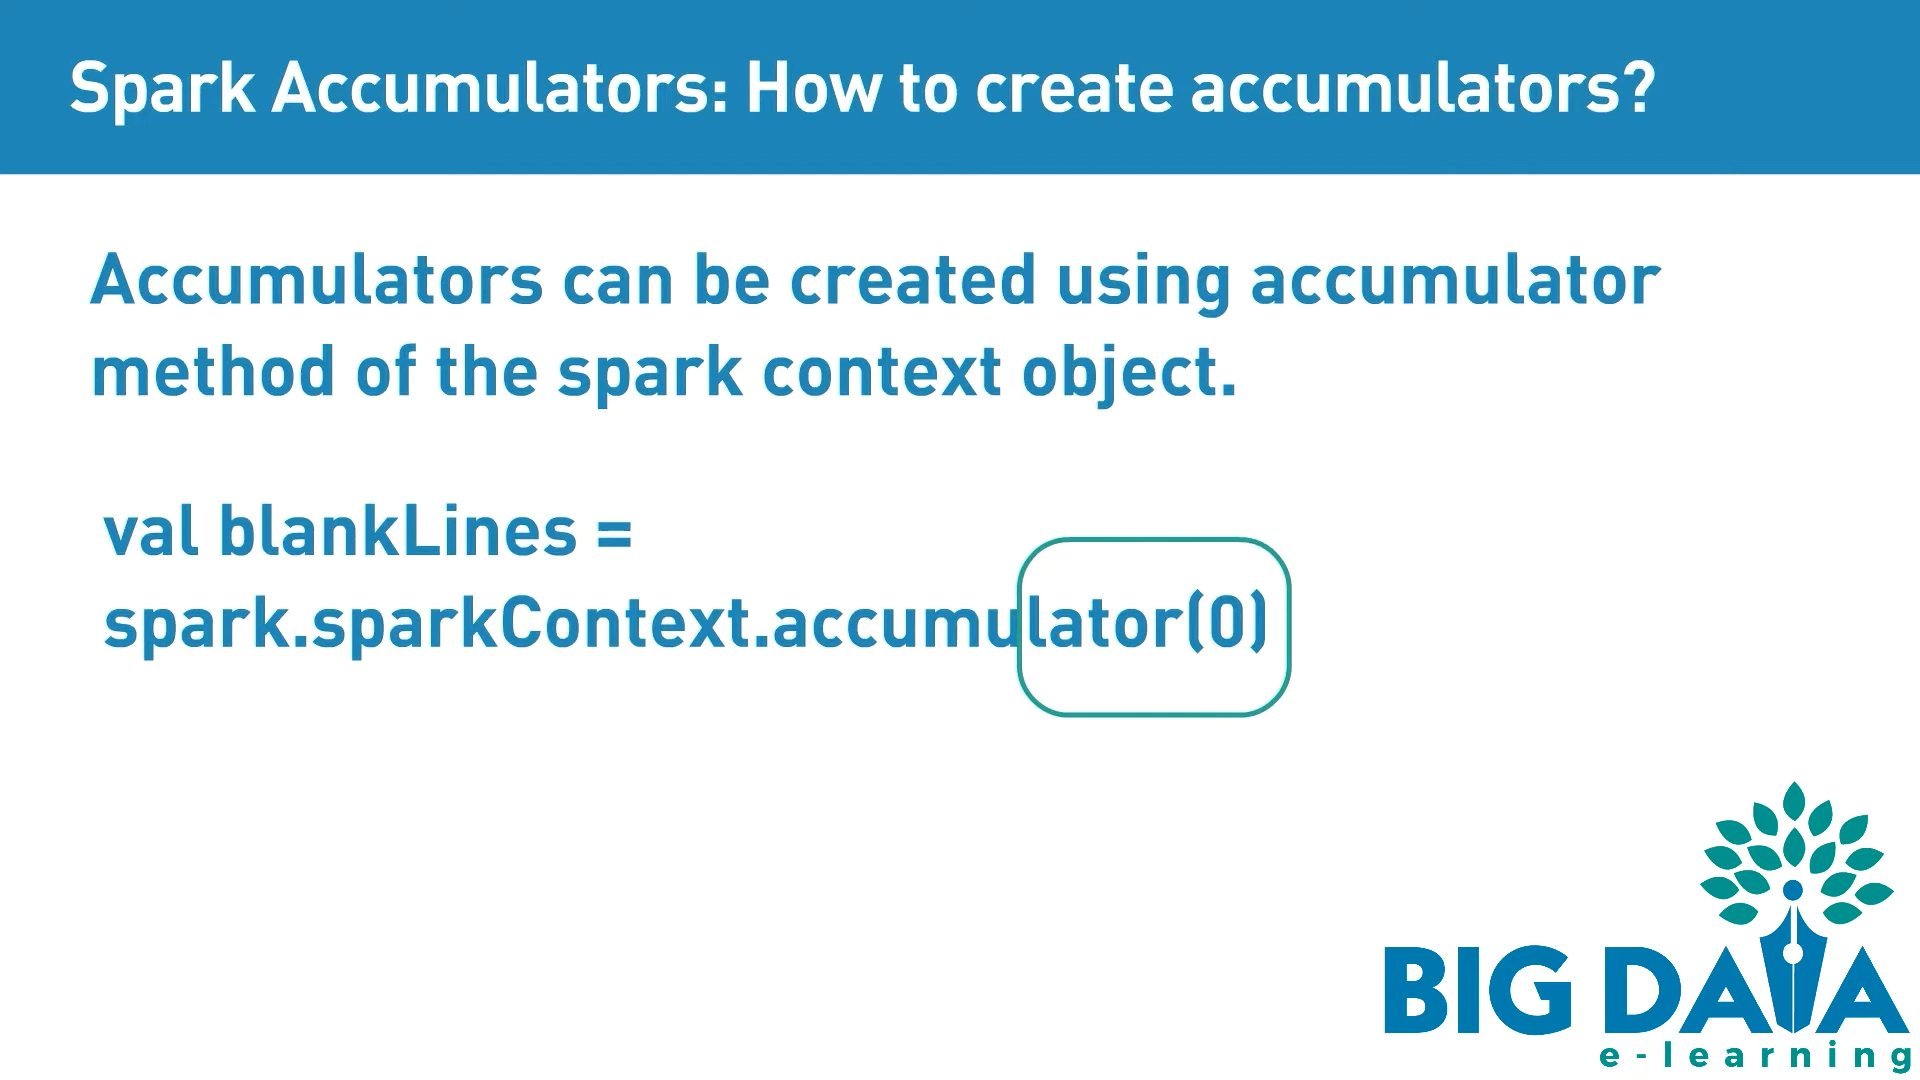 Spark Accumulators: How to create accumulators?
Accumulators can be created using accumulator
method of the spark context object.
val blankLines =
spark.sparkContext.accumulator(0)
BIG DATA
e-learning